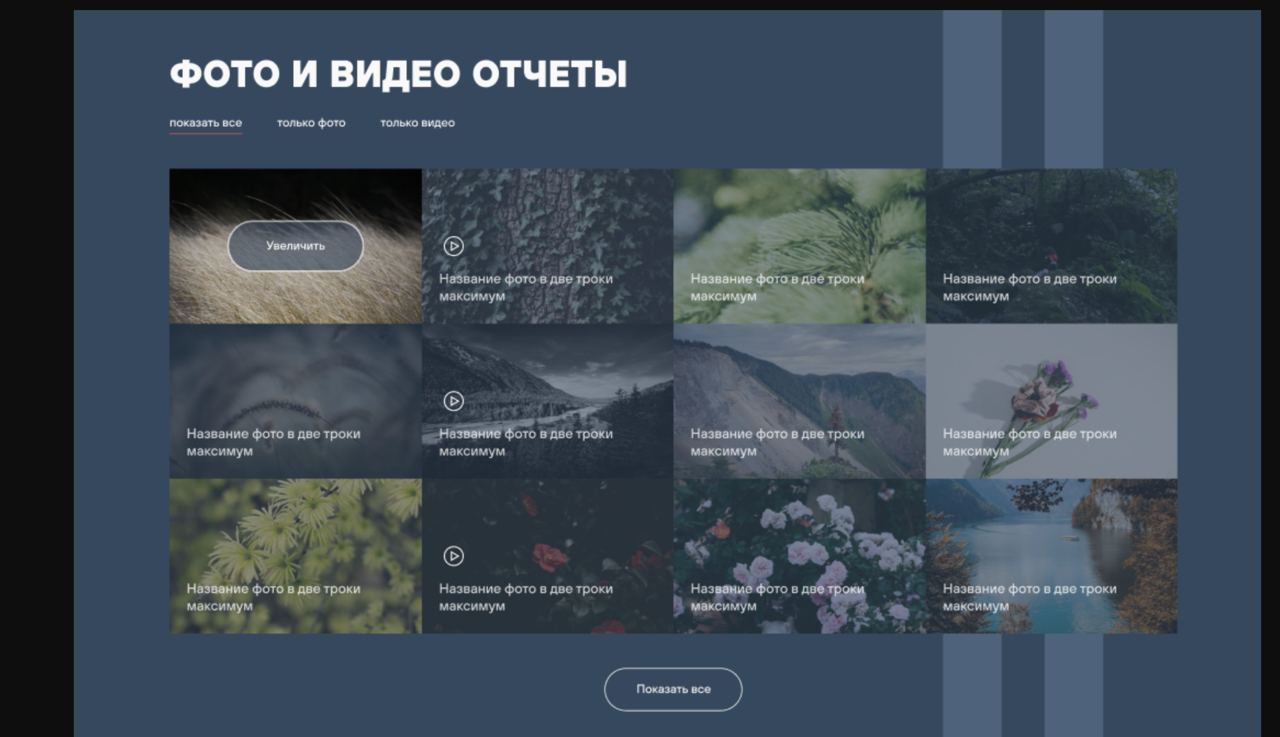 ФОТО И ВИДЕО ОТЧЕТЫ
показать все
только фото
только видео
Увеличить
Название фото в две троки
максимум
Название фото в две троки
максимум
Название фото в две троки
максимум
Название фото в две троки
максимум
Название фото в две троки
максимум
Название фото в две троки
максимум
Название фото в две троки
максимум
Название фото в две троки
максимум
Название фото в две троки
максимум
Название фото в две троки
максимум
Название фото в две троки
максимум
Показать все